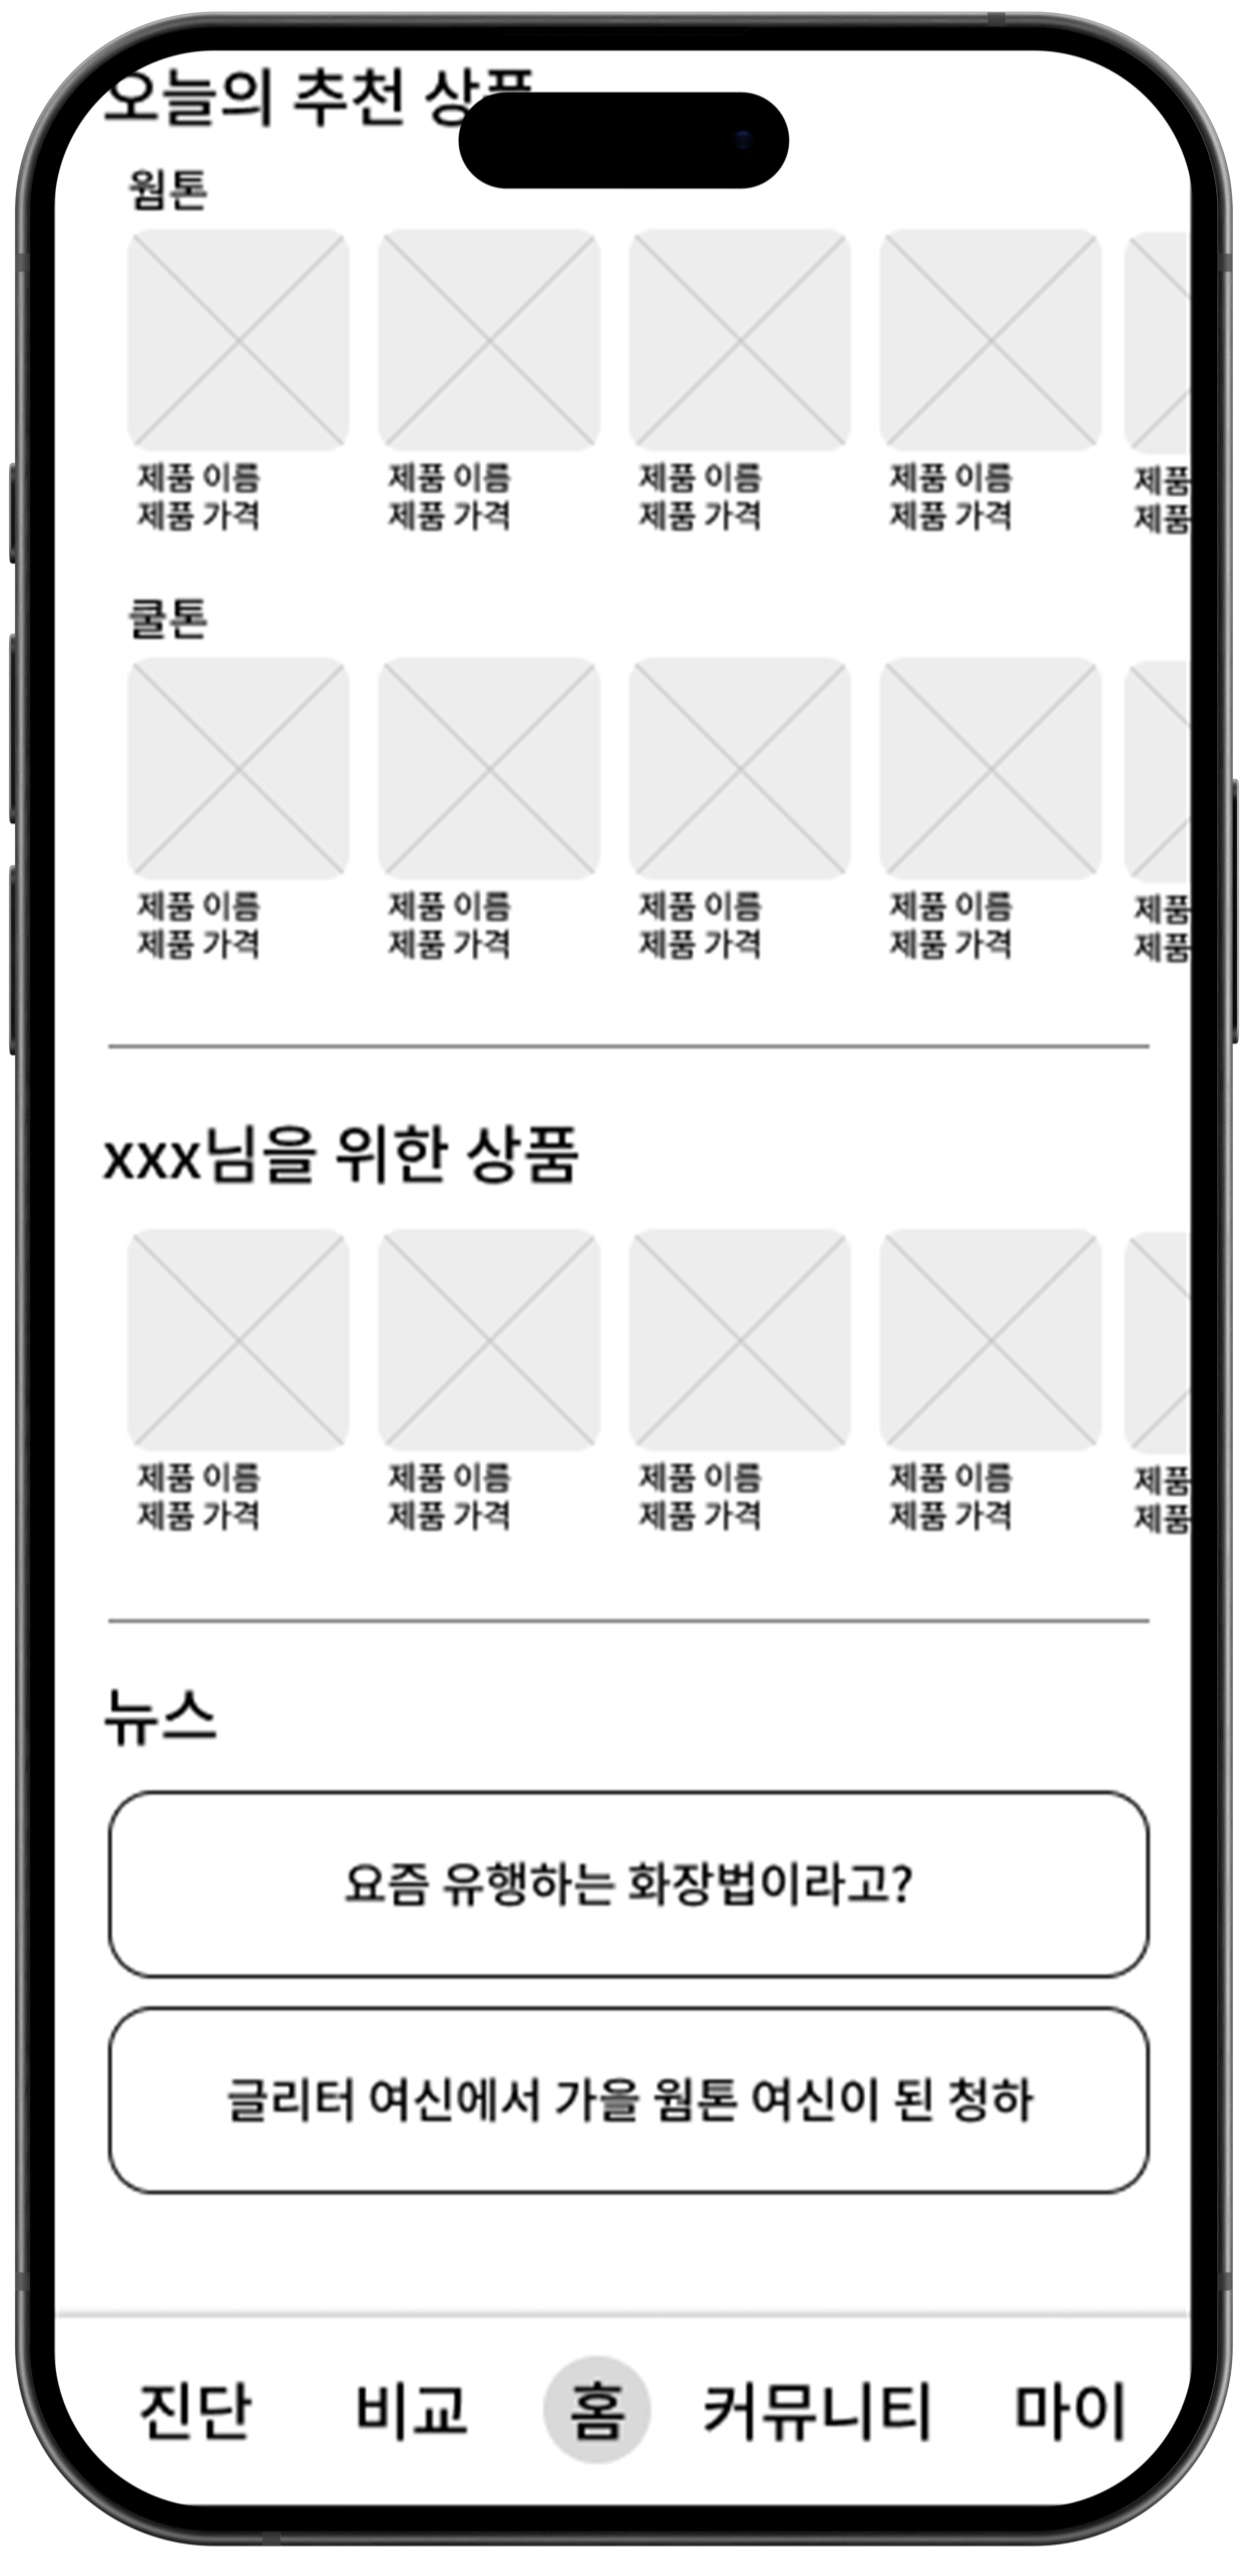 오늘의 추천 상품
웜톤
제품 이름 제품 이름 제품 이름 제품 이름 제품
제품 가격 제품 가격 제품 가격 제품 가격 제품
쿨톤
제품 이름 제품 이름 제품 이름 제품 이름 제품
제품 가격 제품 가격 제품 가격 제품 가격 제품
xxx님을 위한 상품
제품 이름 제품 이름 제품 이름 제품 이름 제품
제품 가격 제품 가격 제품 가격 제품 가격 제품
뉴스
요즘 유행하는 화장법이라고?
글리터 여신에서 가을 웜톤 여신이 된 청하
진단 비교 홈 커뮤니티 마이